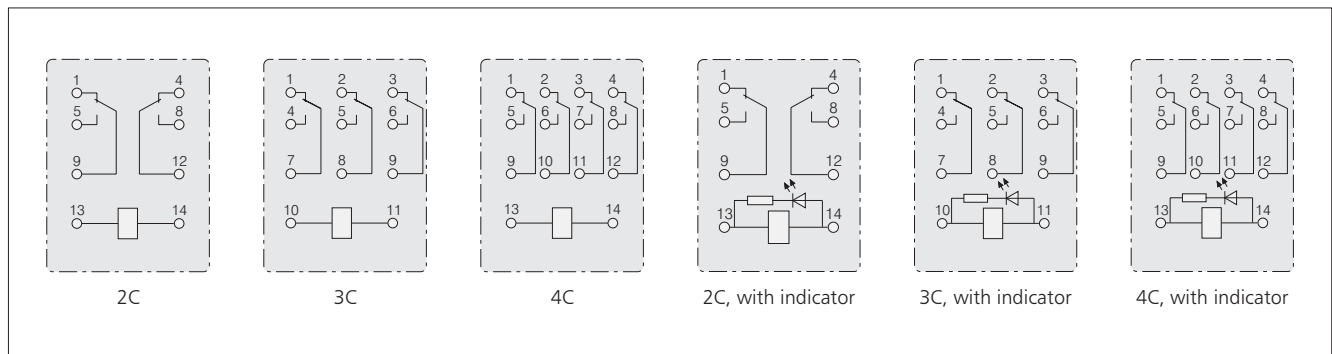 1 4
5 8
9 12
13 14
2C
1 2 3
4 5 6
7 8 9
10 11
3C
1 2 3 4
5 6 7 8
9 10 11 12
13 14
4C
1 4
5 8
9 12
13 14
2C, with indicator
1 2 3
4 5 6
7 8 9
10 11
3C, with indicator
1 2 3 4
5 6 7 8
9 10 11 12
13 14
4C, with indicator